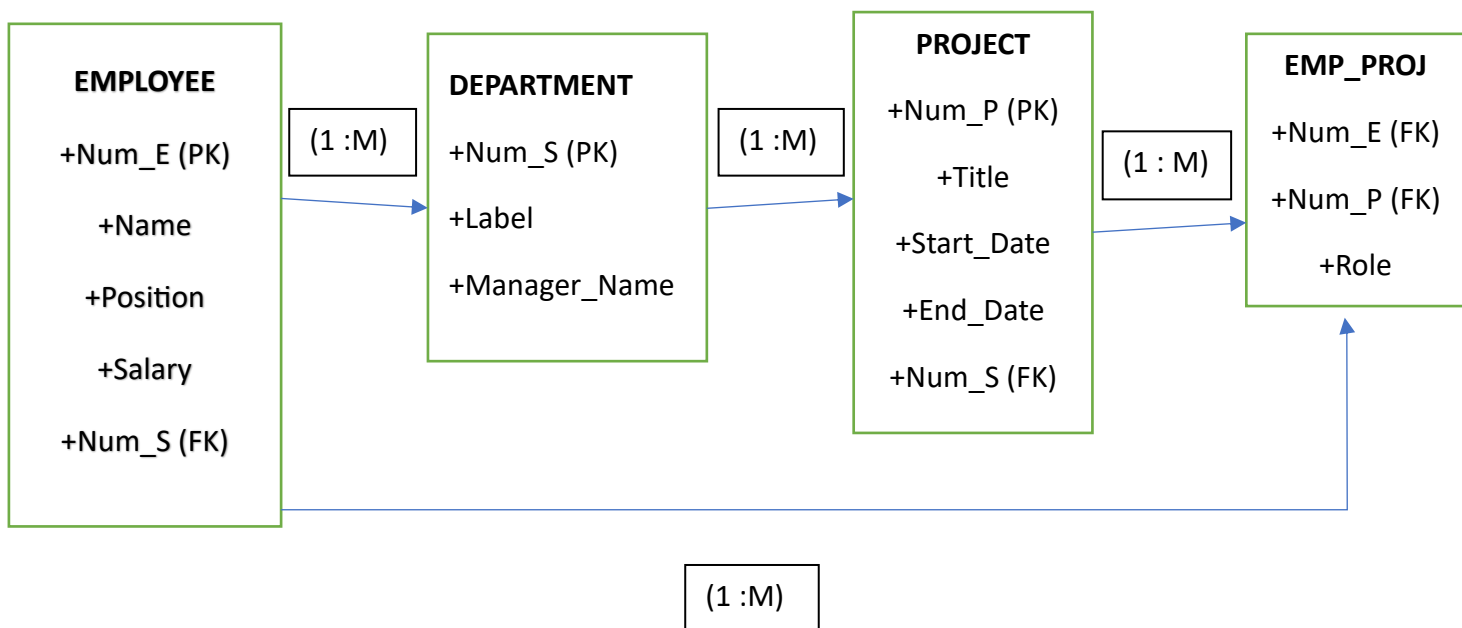 EMPLOYEE
+Num_E (PK)
+Name
+Position
+Salary
+Num_S (FK)
(1 :M)
DEPARTMENT
+Num_S (PK)
+Label
+Manager_Name
(1 :M)
PROJECT
+Num_P (PK)
+Title
+Start_Date
+End_Date
+Num_S (FK)
(1 : M)
EMP_PROJ
+Num_E (FK)
+Num_P (FK)
+Role
(1 :M)